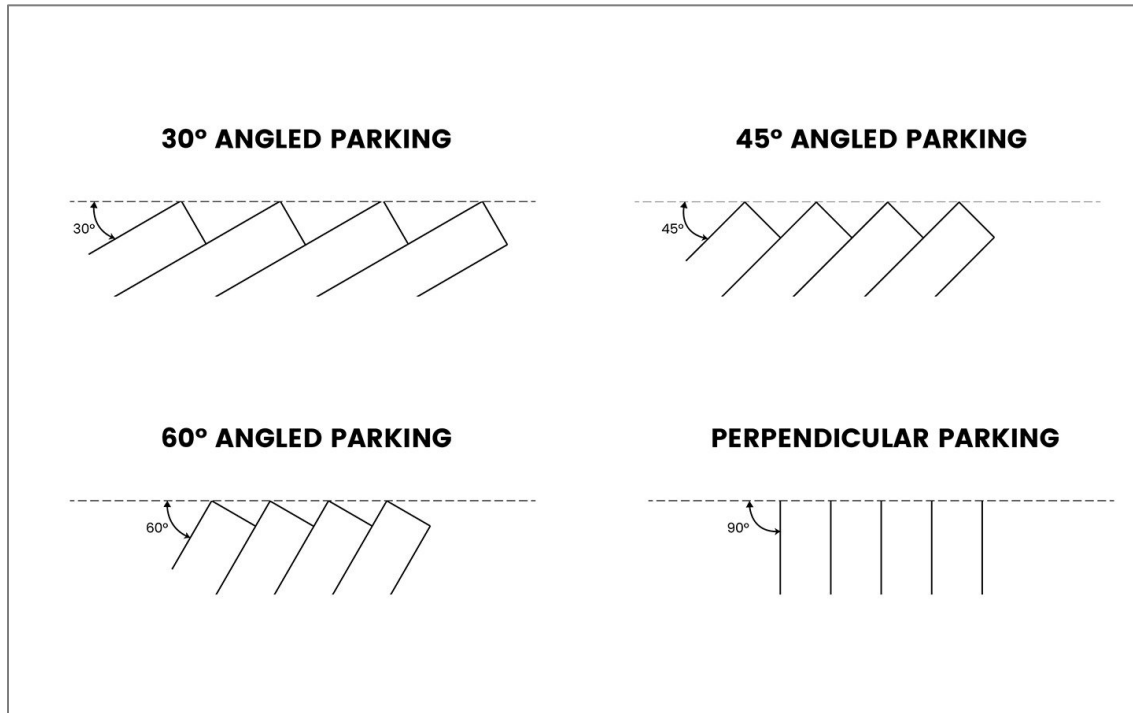 30º ANGLED PARKING
45º ANGLED PARKING
30º
45º
60º ANGLED PARKING
PERPENDICULAR PARKING
60º
90º